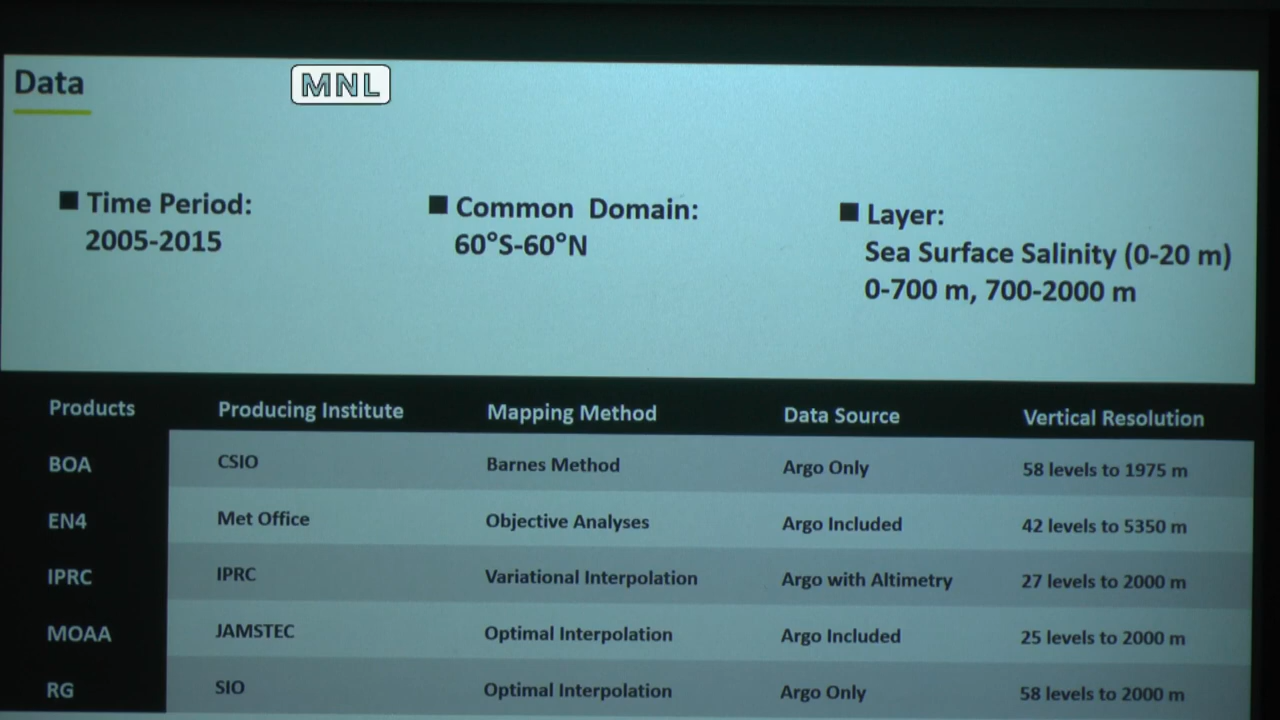 Data
MNL
■ Time Period:
2005-2015
■ Common Domain:
60°S-60°N
■ Layer:
Sea Surface Salinity (0-20 m)
0-700 m, 700-2000 m
Products Producing Institute Mapping Method Data Source Vertical Resolution
BOA CSIO Barnes Method Argo Only 58 levels to 1975 m
EN4 Met Office Objective Analyses Argo Included 42 levels to 5350 m
IPRC IPRC Variational Interpolation Argo with Altimetry 27 levels to 2000 m
MOAA JAMSTEC Optimal Interpolation Argo Included 25 levels to 2000 m
RG SIO Optimal Interpolation Argo Only 58 levels to 2000 m